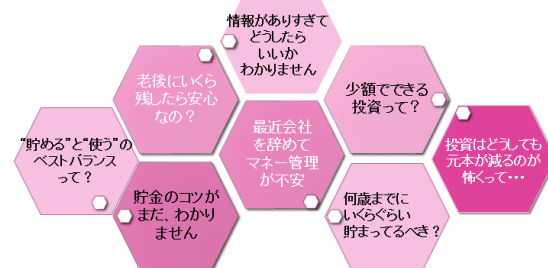 情報がありすぎて
どうしたら
いいか
わかりません
老後にいくら
残したら安心
なの？
少額でできる
投資って？
“貯める”と“使う”の
ベストバランス
って？
最近会社
を辞めて
マネー管理
が不安
投資はどうしても
元本が減るのが
怖くって…
貯金のコツが
まだ、わかり
ません
何歳までに
いくらぐらい
貯まってるべき？